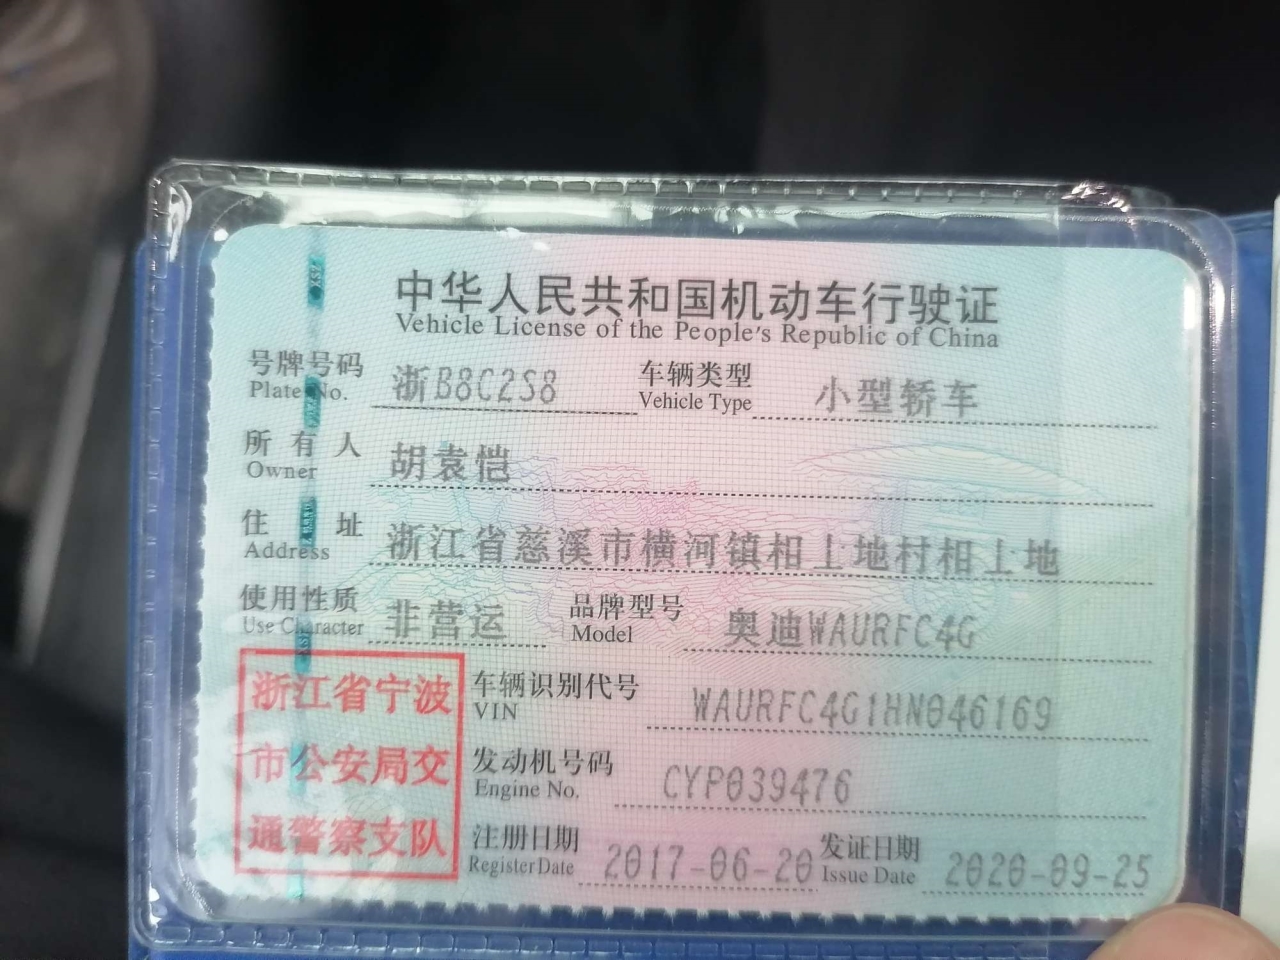 中华人民共和国机动车行驶证
Vehicle License of the People's Republic of China
号牌号码 浙B8C2S8 车辆类型 小型轿车
Plate No. Vehicle Type
所有人 胡袁恺
Owner
住址 浙江省慈溪市横河镇相士地村相士地
Address
使用性质 非营运 品牌型号 奥迪WAURFC4G
Use Character Model
浙江省宁波
市公安局交
通警察支队
车辆识别代号 WAURFC4G1HN046169
VIN
发动机号码 CYP039476
Engine No.
注册日期 2017-06-20 发证日期 2020-09-25
Register Date Issue Date